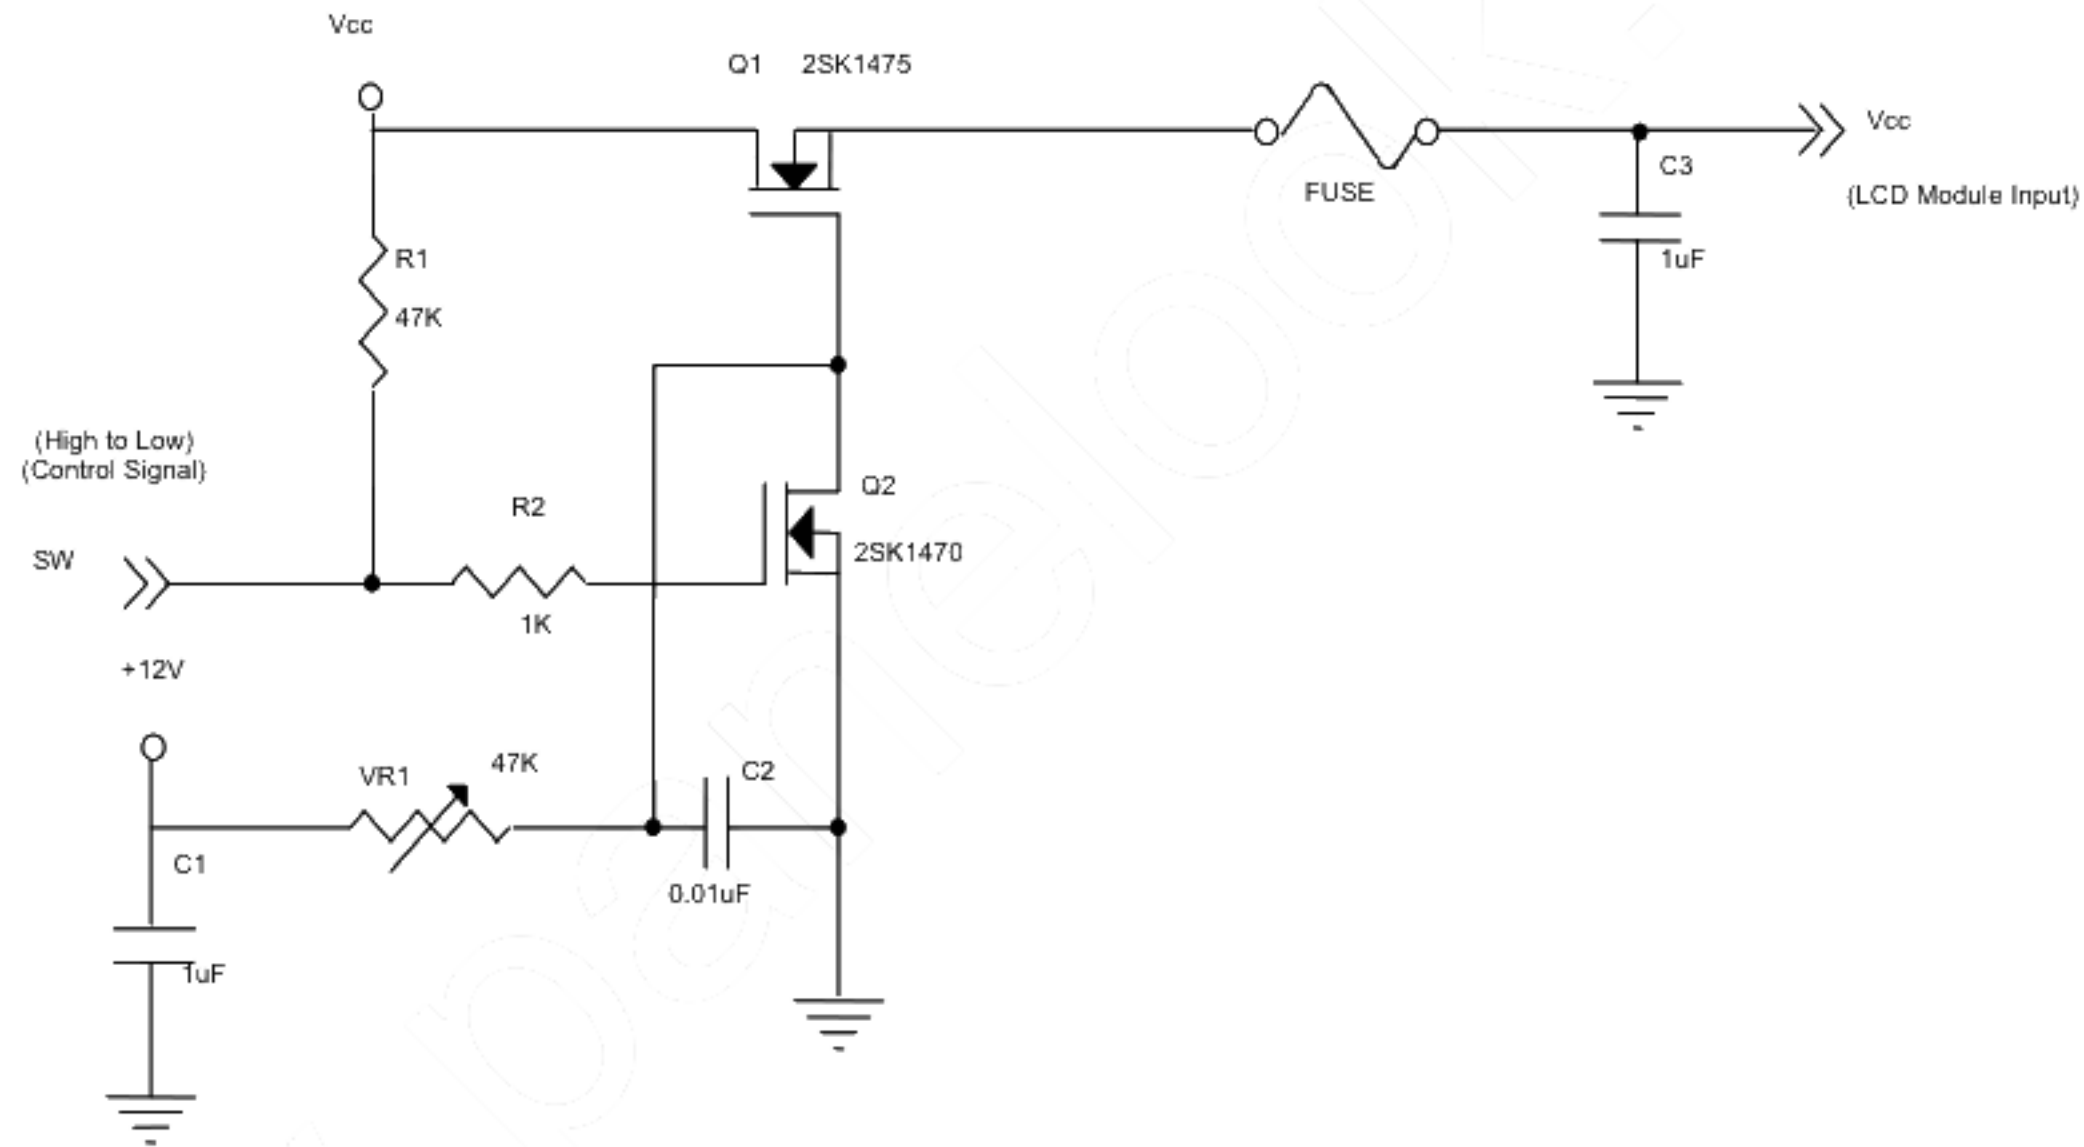 Vcc
Q1 2SK1475
Vcc
C3
(LCD Module Input)
FUSE
R1
1uF
47K
(High to Low)
(Control Signal)
Q2
R2
2SK1470
SW
1K
+12V
47K
C2
VR1
C1
0.01uF
1uF
panelook.